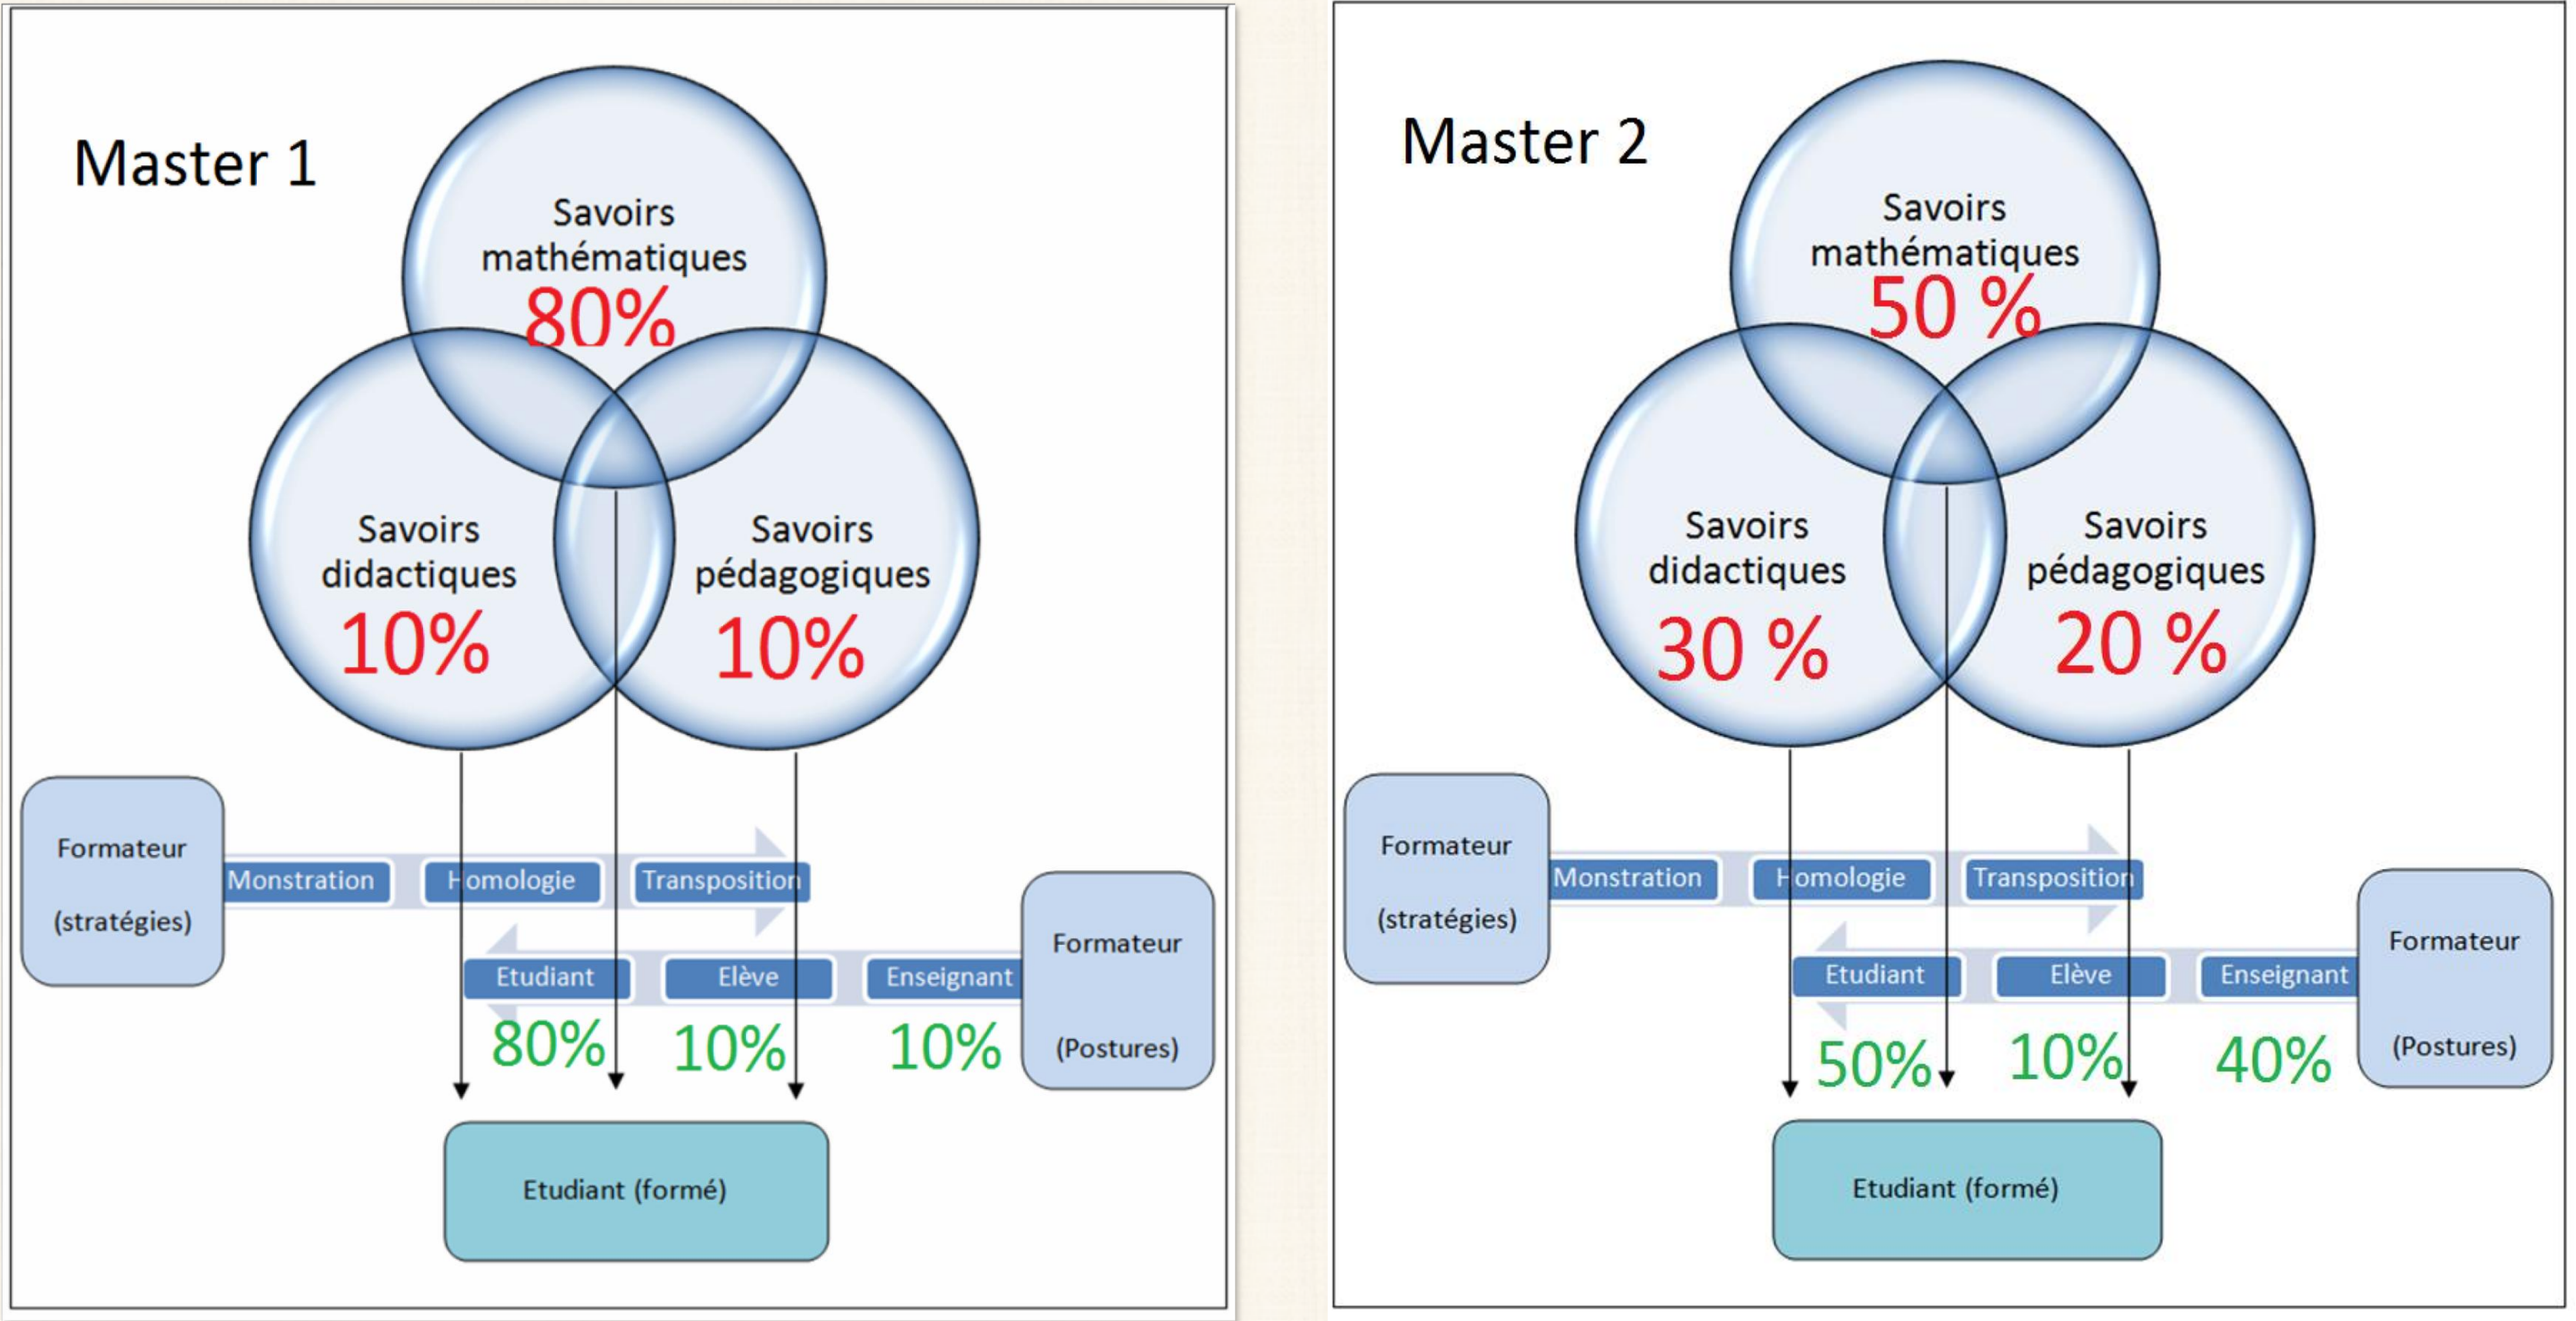 Master 1
Savoirs
mathématiques
80%
Savoirs
didactiques
10%
Savoirs
pédagogiques
10%
Formateur
(stratégies)
Monstration
Homologie
Transposition
Etudiant
Elève
Enseignant
80%
10%
10%
Formateur
(Postures)
Etudiant (formé)
Master 2
Savoirs
mathématiques
50 %
Savoirs
didactiques
30 %
Savoirs
pédagogiques
20 %
Formateur
(stratégies)
Monstration
Homologie
Transposition
Etudiant
Elève
Enseignant
50%
10%
40%
Formateur
(Postures)
Etudiant (formé)